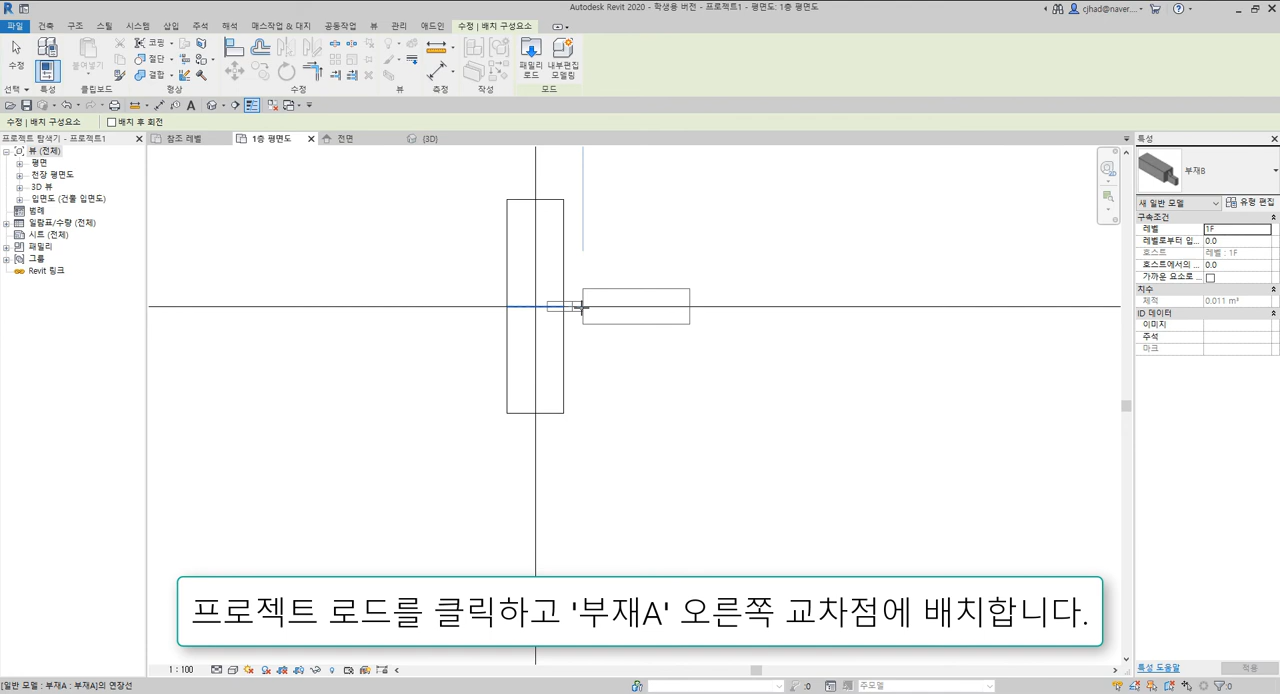 Autodesk Revit 2020 - 학생용 버전 - 프로젝트1 - 평면도: 1층 평면도
cjhad@naver...
파일 건축 구조 스틸 시스템 삽입 주석 해석 매스작업 & 대지 공동작업 뷰 관리 애드인 수정 | 배치 구성요소
수정 붙여넣기 코핑 절단 결합 패밀리 로드 내부편집 모델링
선택 특성 클립보드 형상 수정 뷰 측정 작성 모드
수정 | 배치 구성요소 배치 후 회전
프로젝트 탐색기 - 프로젝트1
참조 레벨 1층 평면도 전면 {3D}
특성
뷰 (전체)
평면
천장 평면도
3D 뷰
입면도 (건물 입면도)
범례
일람표/수량 (전체)
시트 (전체)
패밀리
그룹
Revit 링크
부재B
새 일반 모델 유형 편집
구속조건
레벨 1F
레벨로부터 입... 0.0
호스트 레벨 : 1F
호스트에서의 ... 0.0
가까운 요소로...
치수
체적 0.011 m³
ID 데이터
이미지
주석
마크
프로젝트 로드를 클릭하고 '부재A' 오른쪽 교차점에 배치합니다.
1 : 100
특성 도움말 적용
[일반 모델 : 부재A : 부재A]의 연장선
:0 주모델 :0